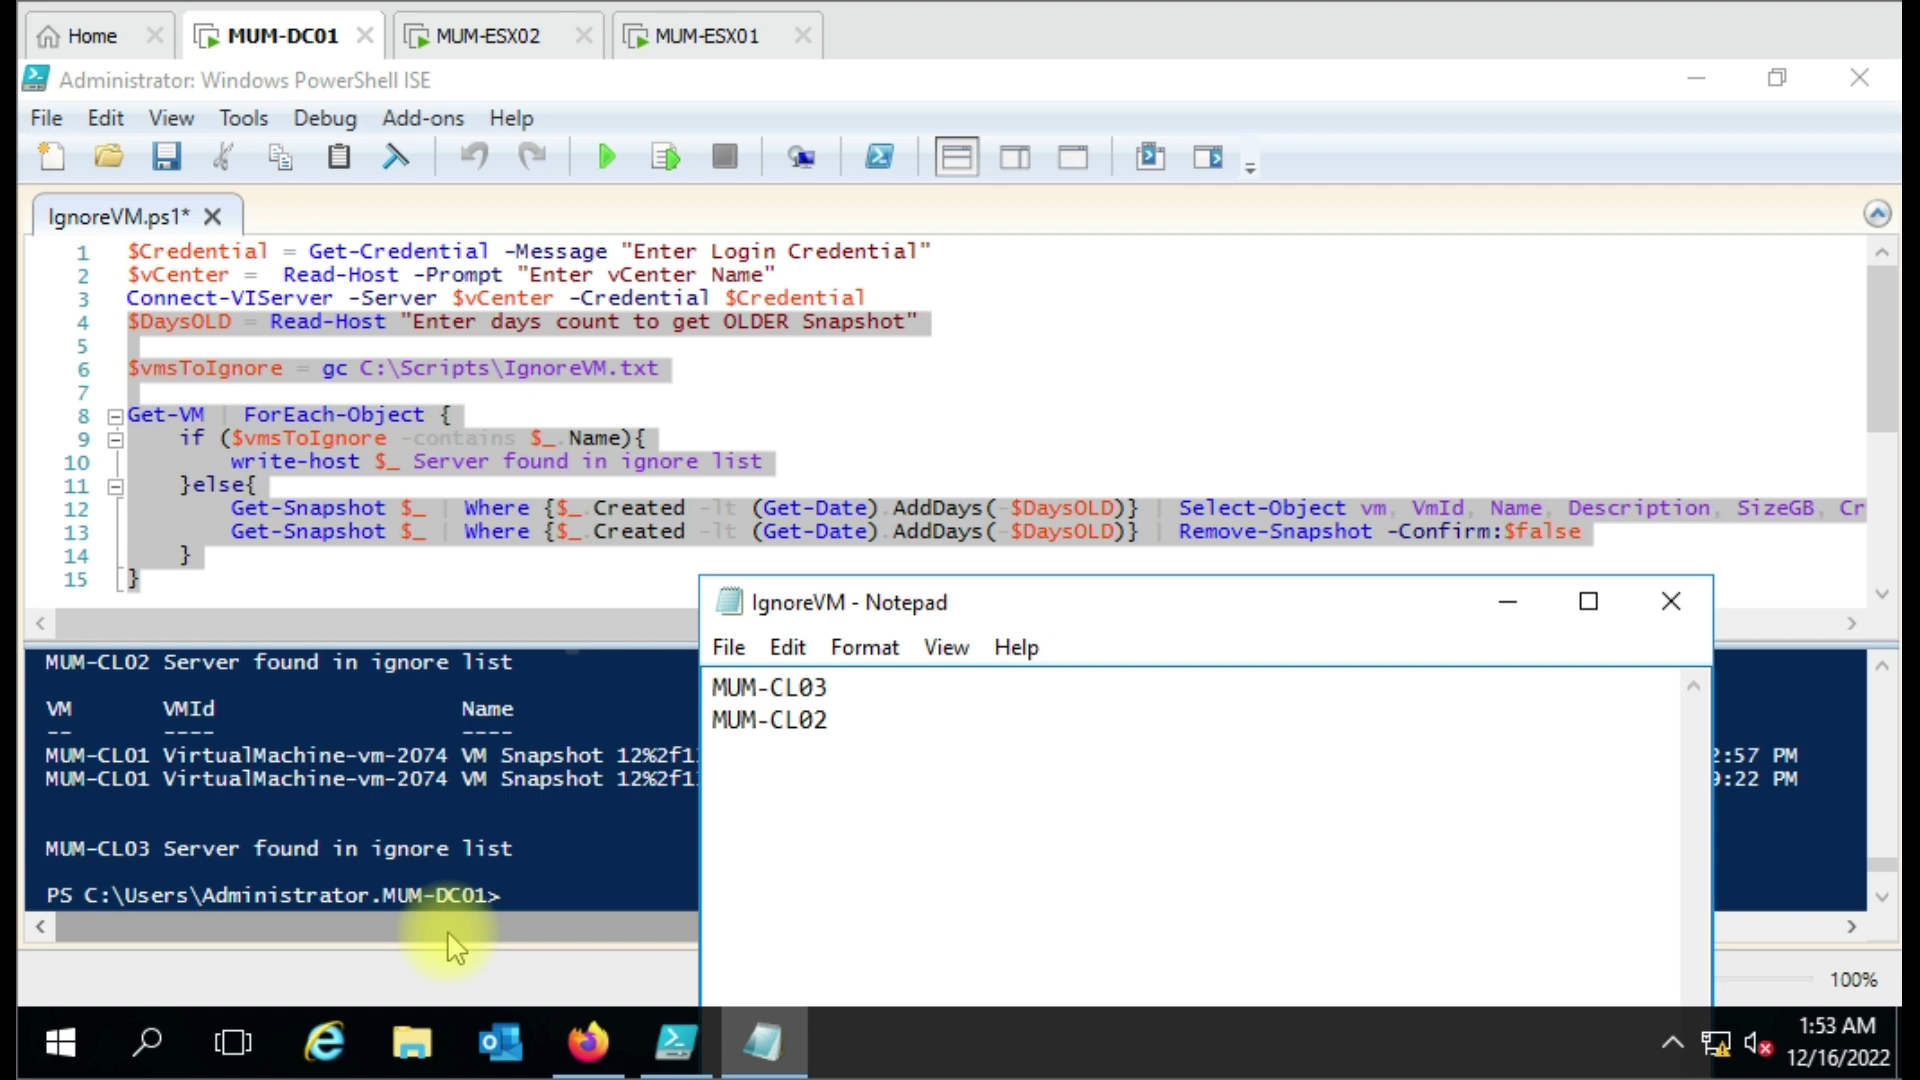 Home
MUM-DC01
MUM-ESX02
MUM-ESX01
Administrator: Windows PowerShell ISE
File Edit View Tools Debug Add-ons Help
IgnoreVM.ps1*
1 $Credential = Get-Credential -Message "Enter Login Credential"
2 $vCenter = Read-Host -Prompt "Enter vCenter Name"
3 Connect-VIServer -Server $vCenter -Credential $Credential
4 $DaysOLD = Read-Host "Enter days count to get OLDER Snapshot"
5
6 $vmsToIgnore = gc C:\Scripts\IgnoreVM.txt
7
8 Get-VM | ForEach-Object {
9 if ($vmsToIgnore -contains $_.Name){
10 write-host $_ Server found in ignore list
11 }else{
12 Get-Snapshot $_ | Where {$_.Created -lt (Get-Date).AddDays(-$DaysOLD)} | Select-Object vm, VmId, Name, Description, SizeGB, Cr
13 Get-Snapshot $_ | Where {$_.Created -lt (Get-Date).AddDays(-$DaysOLD)} | Remove-Snapshot -Confirm:$false
14 }
15 }
IgnoreVM - Notepad
File Edit Format View Help
MUM-CL03
MUM-CL02
MUM-CL02 Server found in ignore list
VM VMId Name
-- ---- ----
MUM-CL01 VirtualMachine-vm-2074 VM Snapshot 12%2f1 2:57 PM
MUM-CL01 VirtualMachine-vm-2074 VM Snapshot 12%2f1 9:22 PM
MUM-CL03 Server found in ignore list
PS C:\Users\Administrator.MUM-DC01>
100%
1:53 AM
12/16/2022